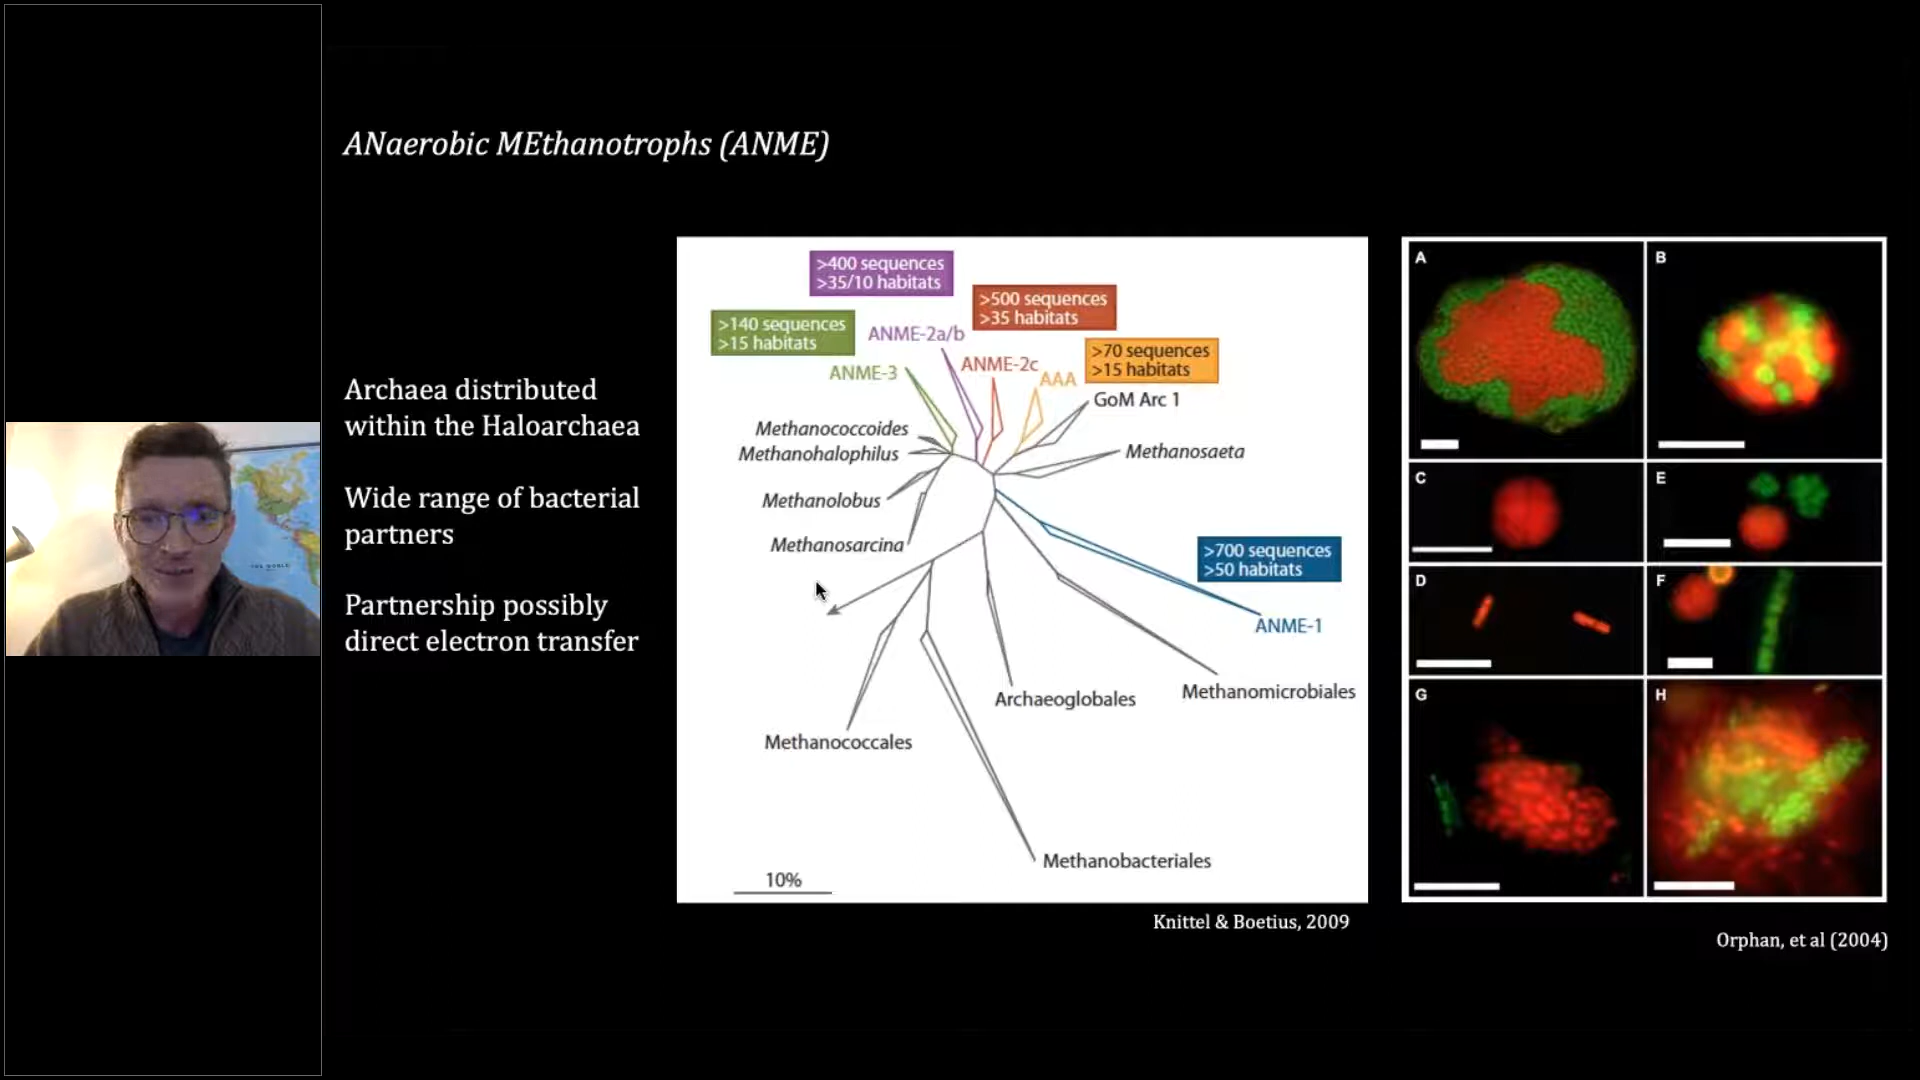 ANaerobic MEthanotrophs (ANME)
Archaea distributed
within the Haloarchaea
Wide range of bacterial
partners
Partnership possibly
direct electron transfer
>400 sequences
>35/10 habitats
>500 sequences
>35 habitats
>140 sequences
>15 habitats
ANME-2a/b
>70 sequences
>15 habitats
ANME-2c
ANME-3
AAA
GoM Arc 1
Methanococcoides
Methanohalophilus
Methanosaeta
Methanolobus
Methanosarcina
>700 sequences
>50 habitats
ANME-1
Archaeoglobales
Methanomicrobiales
Methanococcales
Methanobacteriales
10%
Knittel & Boetius, 2009
A
B
C
E
D
F
G
H
Orphan, et al (2004)
THE WORLD